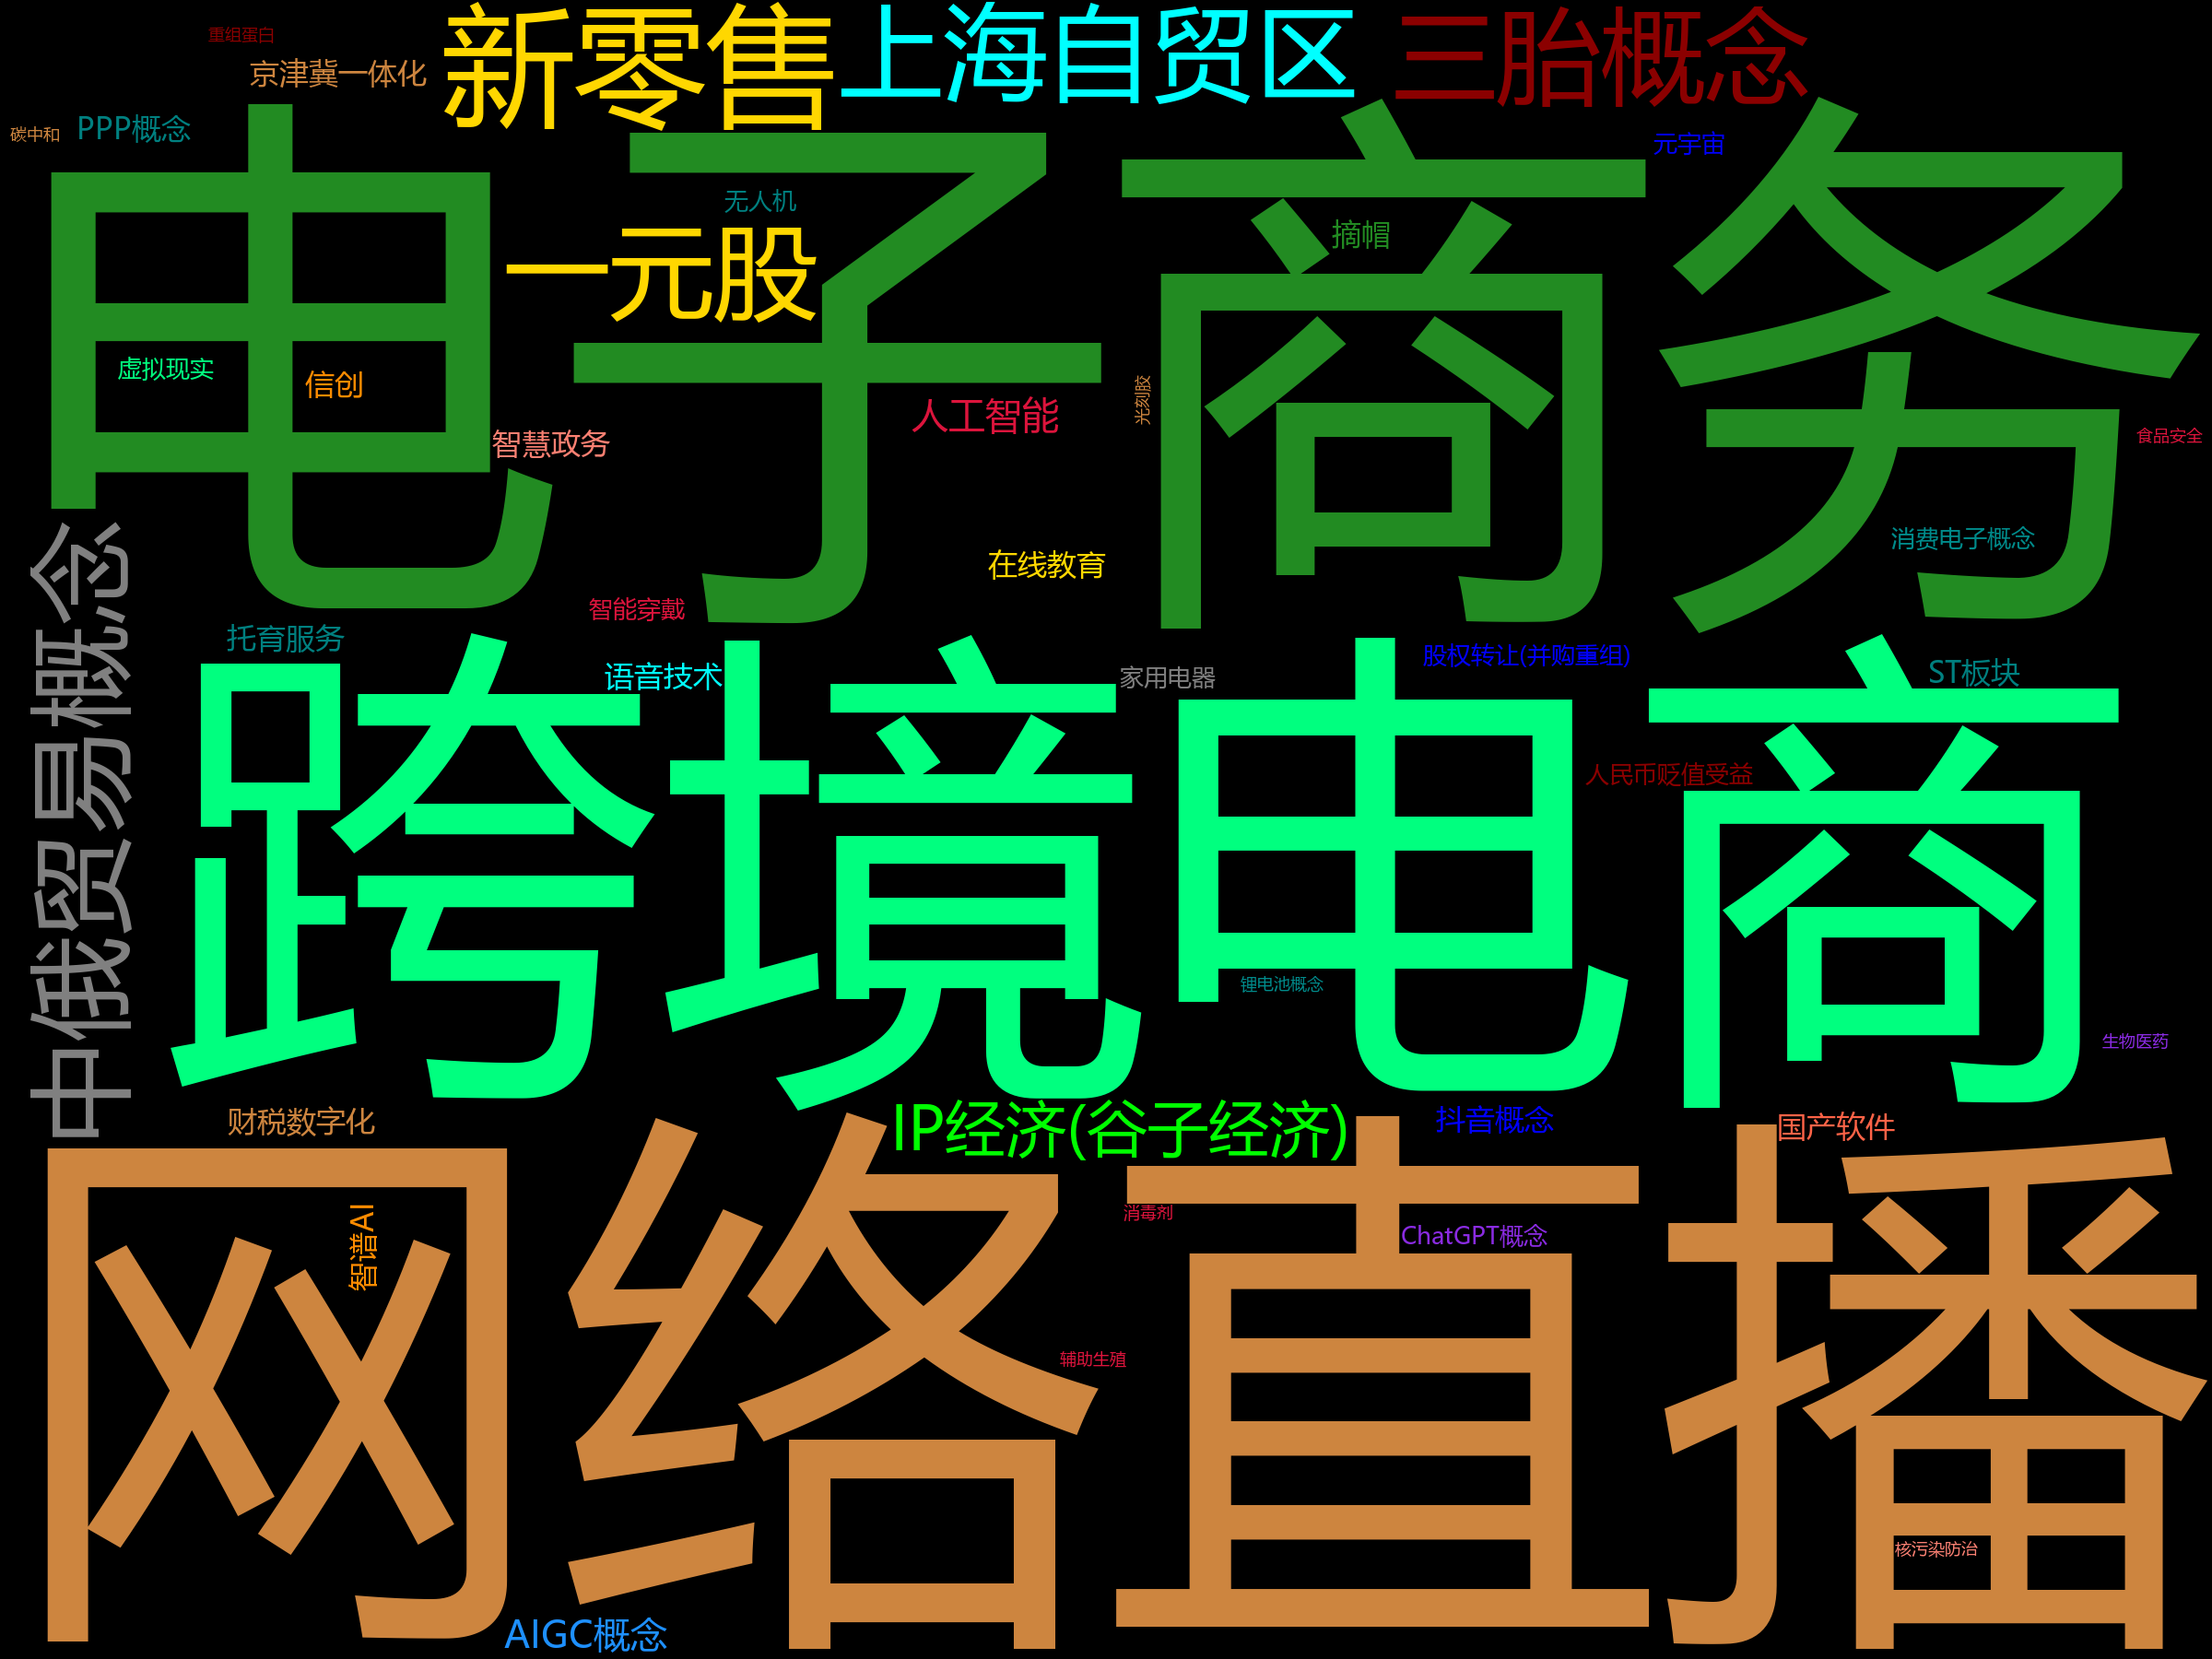 重组蛋白
京津冀一体化
新零售
上海自贸区
三胎概念
碳中和
PPP概念
元宇宙
电子商务
无人机
摘帽
一元股
虚拟现实
信创
智慧政务
人工智能
光刻胶
食品安全
消费电子概念
在线教育
智能穿戴
中俄贸易概念
托育服务
语音技术
家用电器
股权转让(并购重组)
ST板块
人民币贬值受益
跨境电商
锂电池概念
生物医药
财税数字化
IP经济(谷子经济)
抖音概念
国产软件
智谱AI
消毒剂
ChatGPT概念
网络直播
辅助生殖
核污染防治
AIGC概念